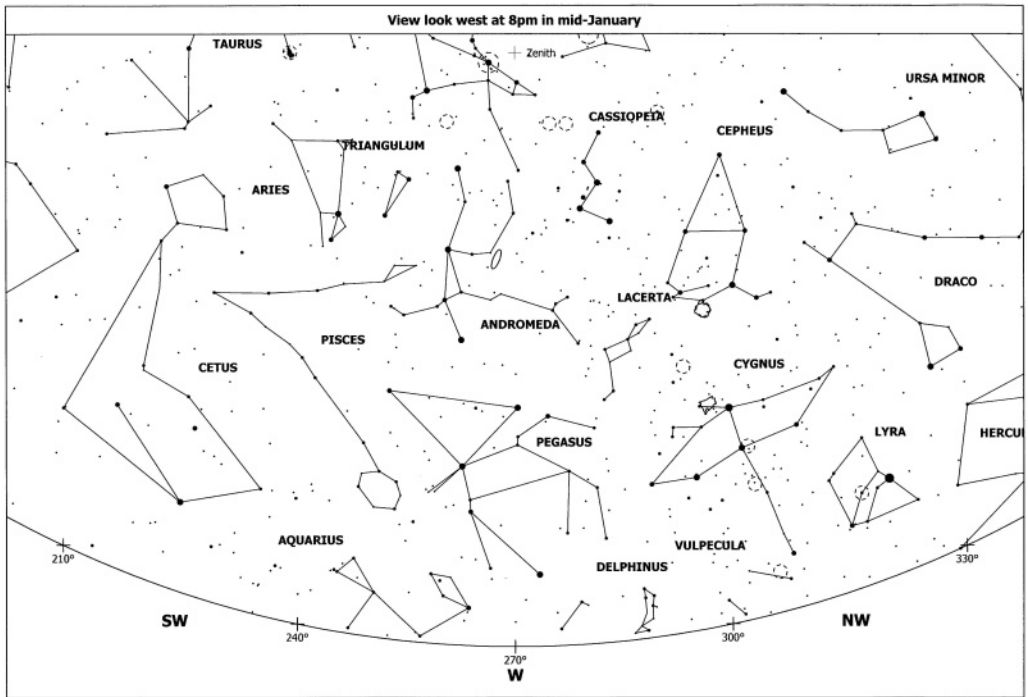 View look west at 8pm in mid-January
TAURUS
Zenith
URSA MINOR
CASSIOPEIA
CEPHEUS
TRIANGULUM
ARIES
DRACO
LACERTA
ANDROMEDA
PISCES
CETUS
CYGNUS
LYRA
HERCU
PEGASUS
AQUARIUS
VULPECULA
DELPHINUS
210°
330°
SW
NW
240°
300°
270°
W